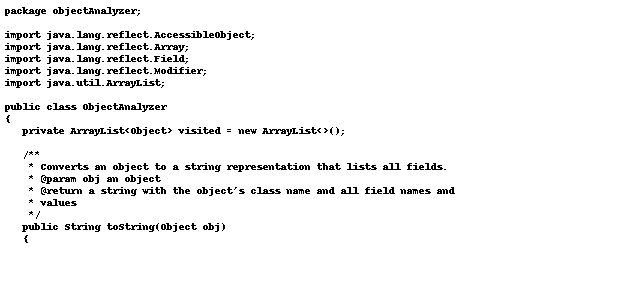 package objectAnalyzer;
import java.lang.reflect.AccessibleObject;
import java.lang.reflect.Array;
import java.lang.reflect.Field;
import java.lang.reflect.Modifier;
import java.util.ArrayList;
public class ObjectAnalyzer
{
private ArrayList<Object> visited = new ArrayList<>();
/**
* Converts an object to a string representation that lists all fields.
* @param obj an object
* @return a string with the object's class name and all field names and
* values
*/
public String toString(Object obj)
{